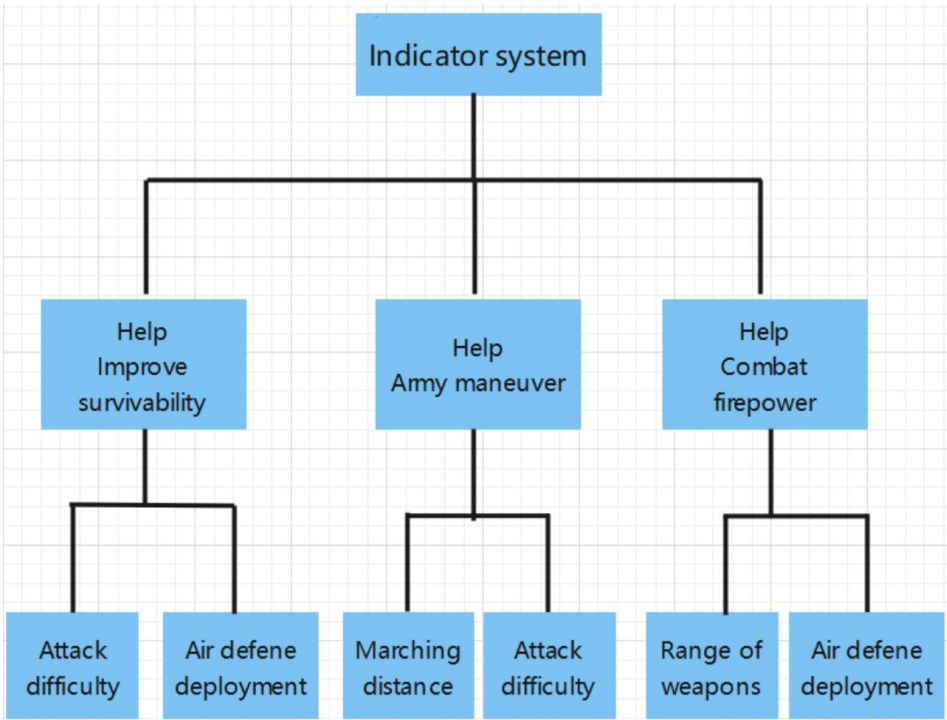 Indicator system
Help
Improve
survivability
Help
Army maneuver
Help
Combat
firepower
Attack
difficulty
Air defene
deployment
Marching
distance
Attack
difficulty
Range of
weapons
Air defene
deployment